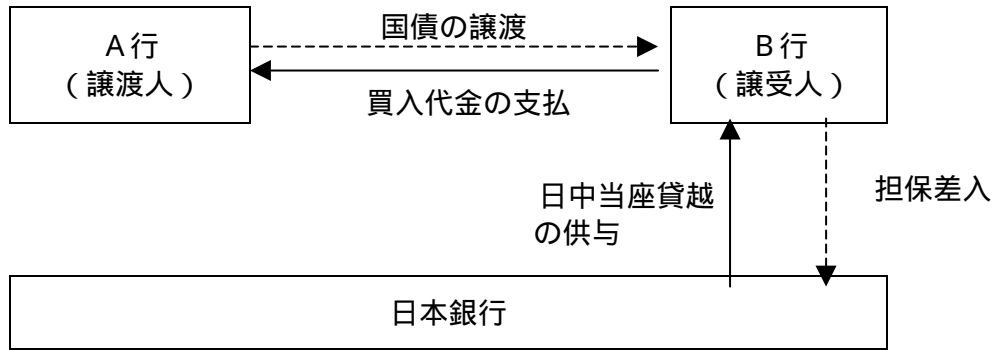 国債の譲渡
A行
(譲渡人)
B行
(譲受人)
買入代金の支払
日中当座貸越
の供与
担保差入
日本銀行